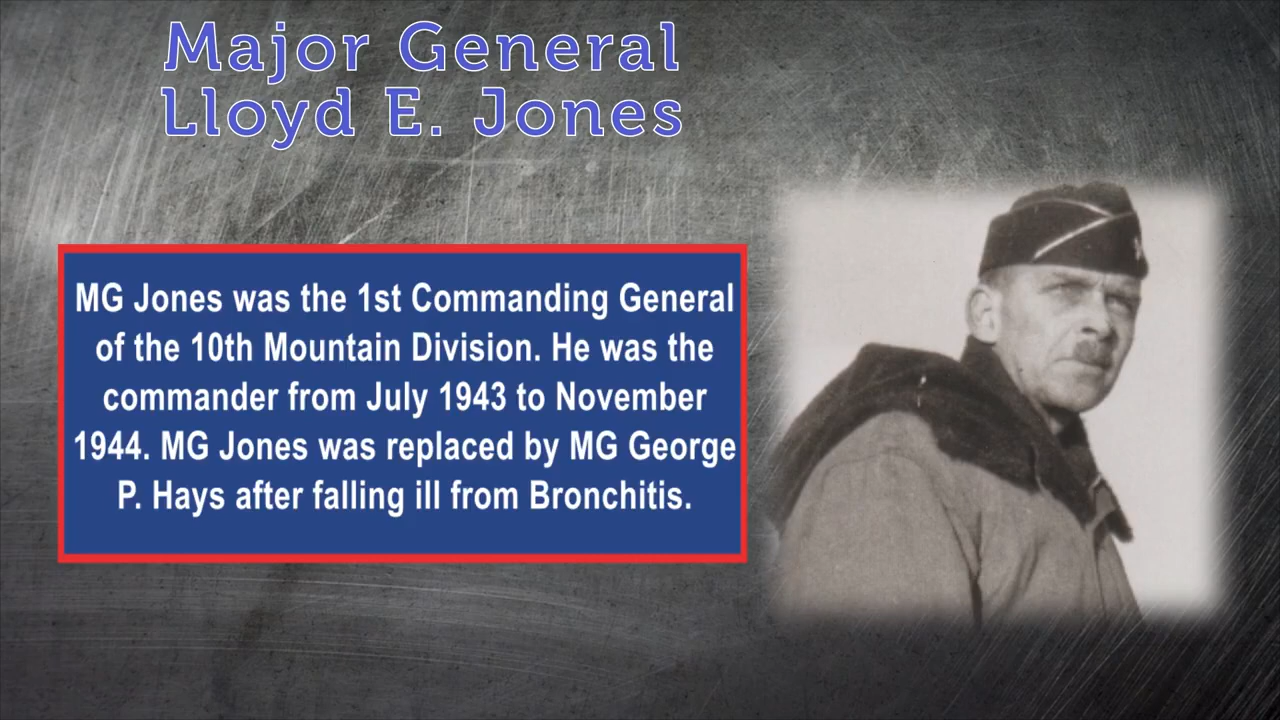 Major General
Lloyd E. Jones
MG Jones was the 1st Commanding General
of the 10th Mountain Division. He was the
commander from July 1943 to November
1944. MG Jones was replaced by MG George
P. Hays after falling ill from Bronchitis.